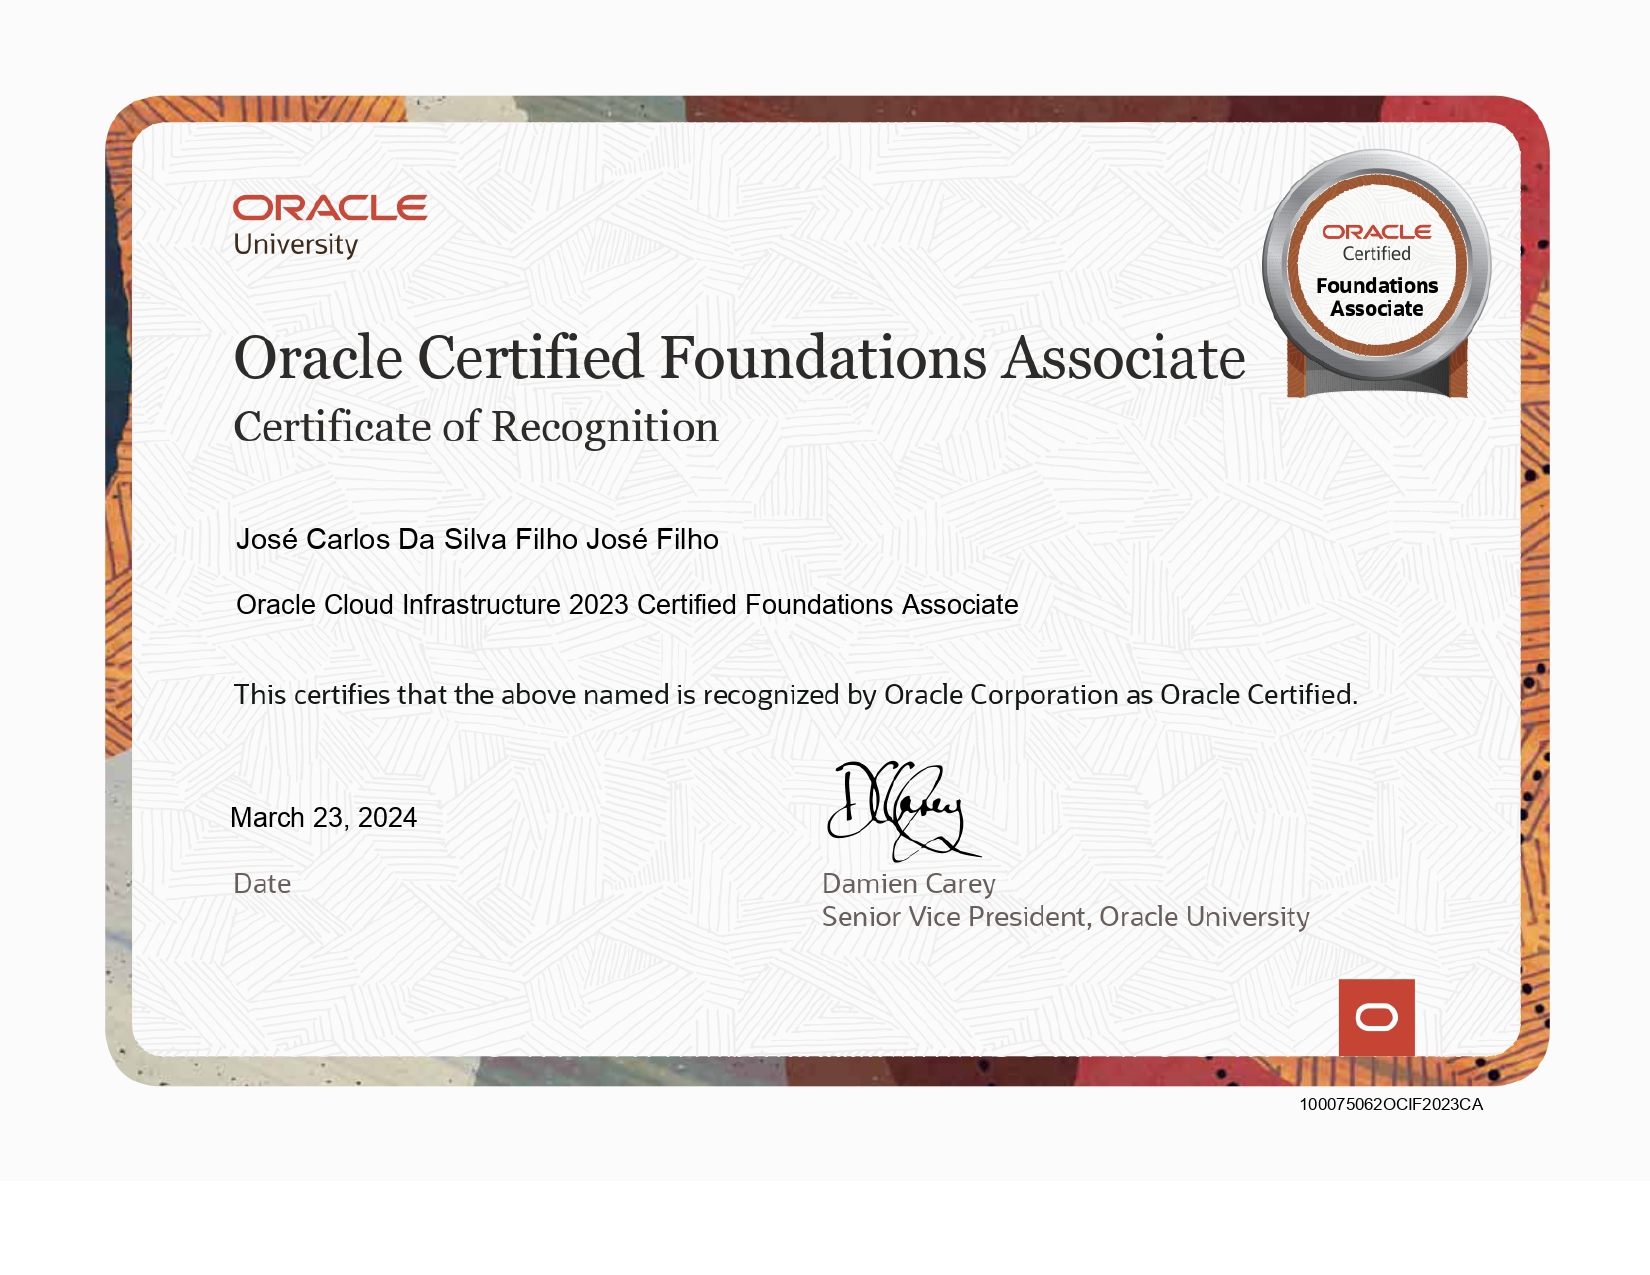 ORACLE
University
ORACLE
Certified
Foundations
Associate
Oracle Certified Foundations Associate
Certificate of Recognition
José Carlos Da Silva Filho José Filho
Oracle Cloud Infrastructure 2023 Certified Foundations Associate
This certifies that the above named is recognized by Oracle Corporation as Oracle Certified.
DCarey
March 23, 2024
Date
Damien Carey
Senior Vice President, Oracle University
100075062OCIF2023CA